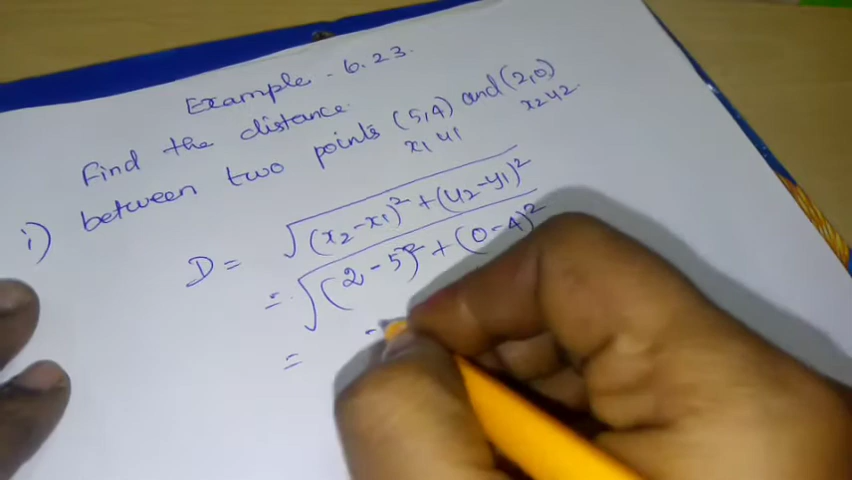 Example - 6.23.
Find the distance.
i) between two points (5,4) and (2,0)
x₁ y₁ x₂ y₂
D = √(x₂-x₁)² + (y₂-y₁)²
= √(2-5)² + (0-4)²
= -